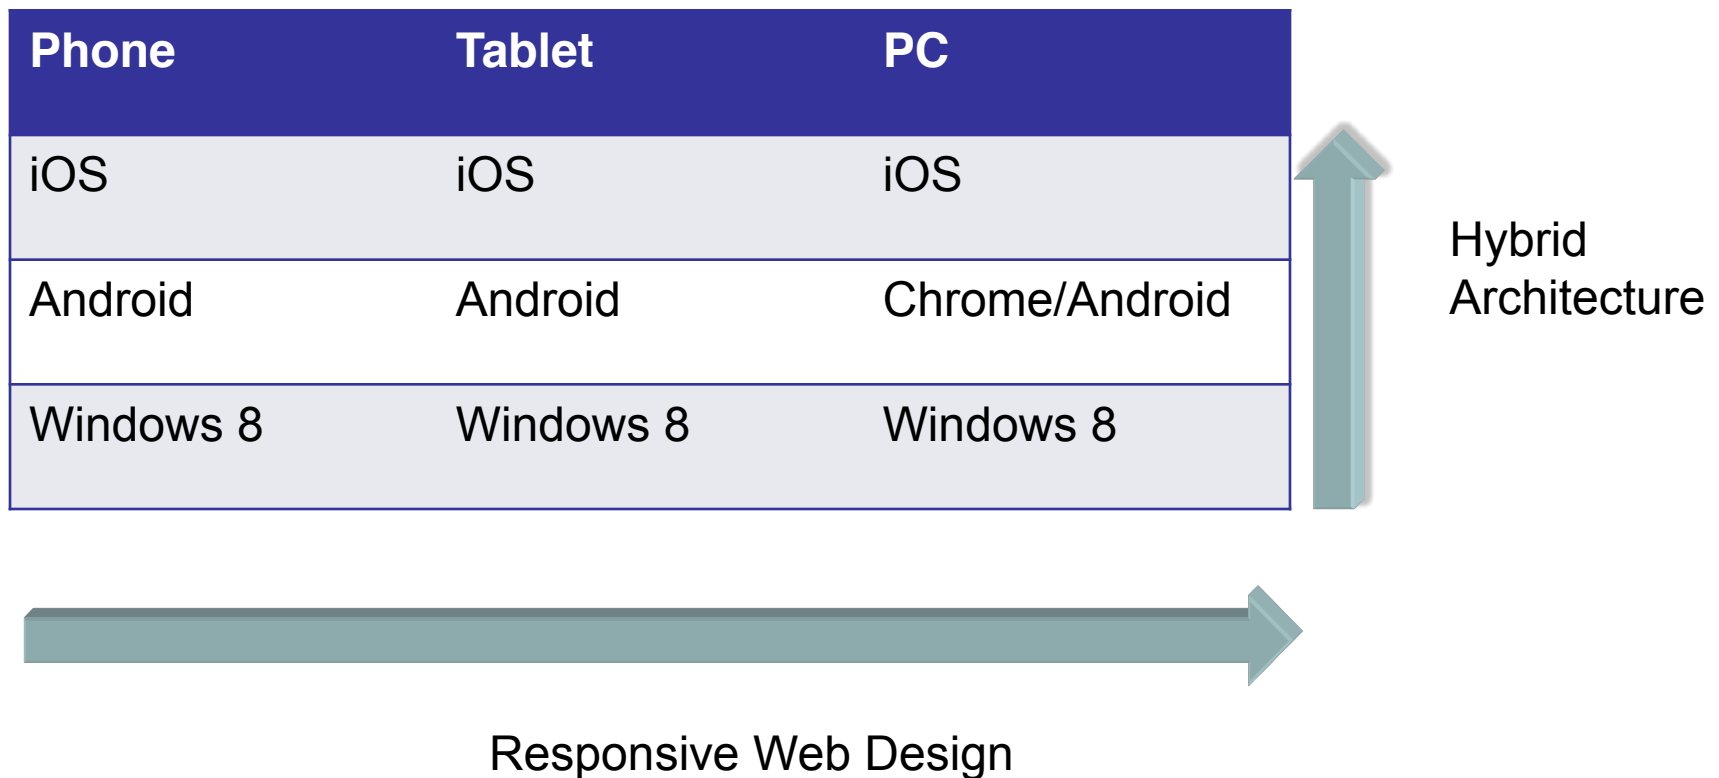 Phone Tablet PC
iOS iOS iOS
Android Android Chrome/Android
Windows 8 Windows 8 Windows 8
Hybrid
Architecture
Responsive Web Design